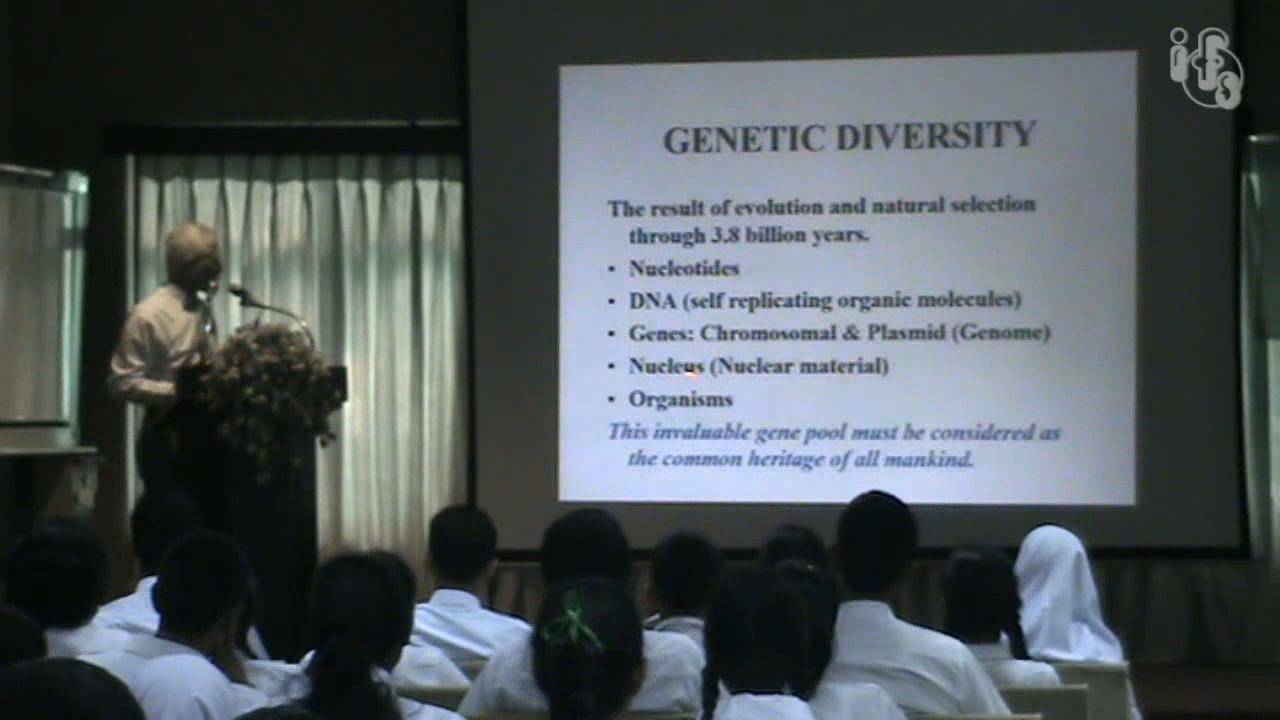 GENETIC DIVERSITY
The result of evolution and natural selection
through 3.8 billion years.
• Nucleotides
• DNA (self replicating organic molecules)
• Genes: Chromosomal & Plasmid (Genome)
• Nucleus (Nuclear material)
• Organisms
This invaluable gene pool must be considered as
the common heritage of all mankind.